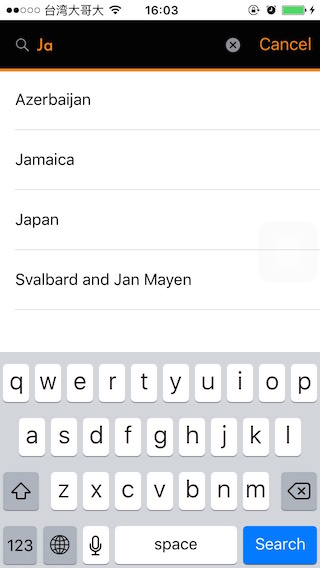 台湾大哥大 16:03
Ja Cancel
Azerbaijan
Jamaica
Japan
Svalbard and Jan Mayen
q w e r t y u i o p
a s d f g h j k l
z x c v b n m
123 space Search